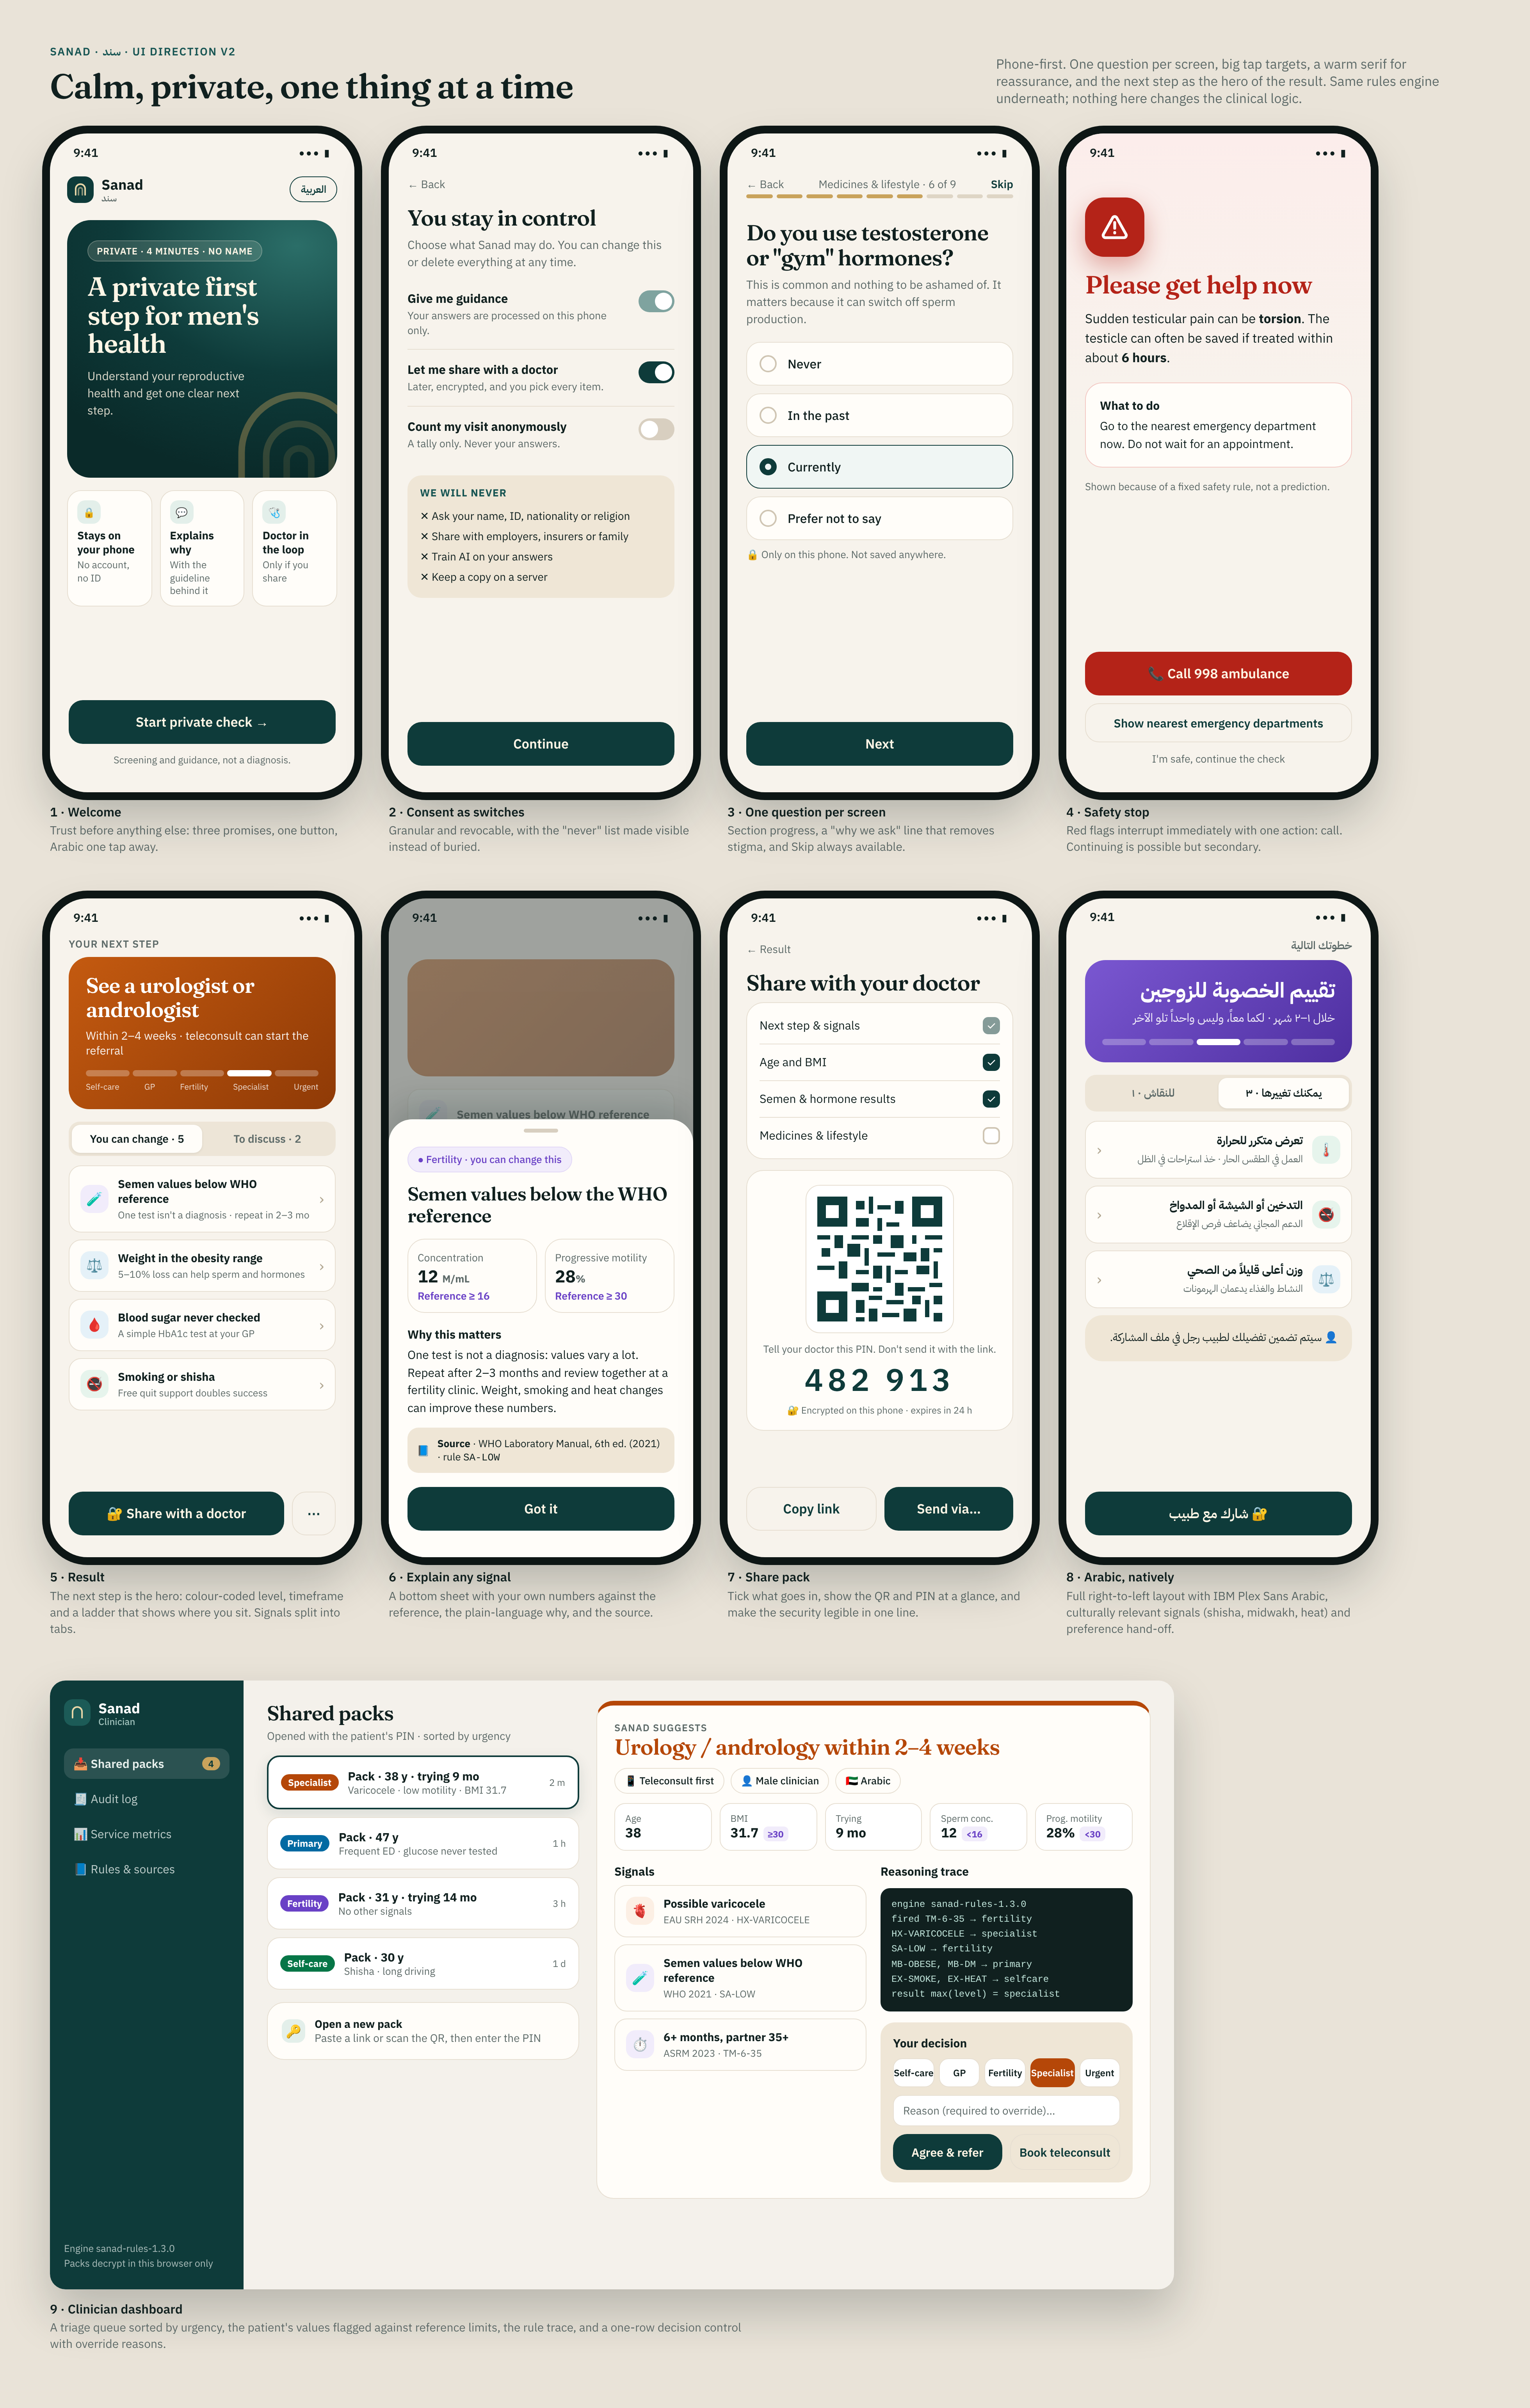 SANAD · سند · UI DIRECTION V2
Calm, private, one thing at a time
Phone-first. One question per screen, big tap targets, a warm serif for
reassurance, and the next step as the hero of the result. Same rules engine
underneath; nothing here changes the clinical logic.
9:41
Sanad
سند
العربية
PRIVATE · 4 MINUTES · NO NAME
A private first
step for men's
health
Understand your reproductive
health and get one clear next
step.
Stays on
your phone
No account,
no ID
Explains
why
With the
guideline
behind it
Doctor in
the loop
Only if you
share
Start private check →
Screening and guidance, not a diagnosis.
1 · Welcome
Trust before anything else: three promises, one button,
Arabic one tap away.
9:41
← Back
You stay in control
Choose what Sanad may do. You can change this
or delete everything at any time.
Give me guidance
Your answers are processed on this phone
only.
Let me share with a doctor
Later, encrypted, and you pick every item.
Count my visit anonymously
A tally only. Never your answers.
WE WILL NEVER
✕ Ask your name, ID, nationality or religion
✕ Share with employers, insurers or family
✕ Train AI on your answers
✕ Keep a copy on a server
Continue
2 · Consent as switches
Granular and revocable, with the "never" list made visible
instead of buried.
9:41
← Back
Medicines & lifestyle · 6 of 9
Skip
Do you use testosterone
or "gym" hormones?
This is common and nothing to be ashamed of. It
matters because it can switch off sperm
production.
Never
In the past
Currently
Prefer not to say
🔒 Only on this phone. Not saved anywhere.
Next
3 · One question per screen
Section progress, a "why we ask" line that removes
stigma, and Skip always available.
9:41
Please get help now
Sudden testicular pain can be torsion. The
testicle can often be saved if treated within
about 6 hours.
What to do
Go to the nearest emergency department
now. Do not wait for an appointment.
Shown because of a fixed safety rule, not a prediction.
📞 Call 998 ambulance
Show nearest emergency departments
I'm safe, continue the check
4 · Safety stop
Red flags interrupt immediately with one action: call.
Continuing is possible but secondary.
9:41
YOUR NEXT STEP
See a urologist or
andrologist
Within 2–4 weeks · teleconsult can start the
referral
Self-care GP Fertility Specialist Urgent
You can change · 5
To discuss · 2
Semen values below WHO
reference
One test isn't a diagnosis · repeat in 2–3 mo
Weight in the obesity range
5–10% loss can help sperm and hormones
Blood sugar never checked
A simple HbA1c test at your GP
Smoking or shisha
Free quit support doubles success
🔐 Share with a doctor
···
5 · Result
The next step is the hero: colour-coded level, timeframe
and a ladder that shows where you sit. Signals split into
tabs.
9:41
Semen values below WHO reference
● Fertility · you can change this
Semen values below the WHO
reference
Concentration
12 M/mL
Reference ≥ 16
Progressive motility
28%
Reference ≥ 30
Why this matters
One test is not a diagnosis: values vary a lot.
Repeat after 2–3 months and review together at a
fertility clinic. Weight, smoking and heat changes
can improve these numbers.
Source · WHO Laboratory Manual, 6th ed. (2021)
· rule SA-LOW
Got it
6 · Explain any signal
A bottom sheet with your own numbers against the
reference, the plain-language why, and the source.
9:41
← Result
Share with your doctor
Next step & signals
Age and BMI
Semen & hormone results
Medicines & lifestyle
Tell your doctor this PIN. Don't send it with the link.
482 913
🔐 Encrypted on this phone · expires in 24 h
Copy link
Send via...
7 · Share pack
Tick what goes in, show the QR and PIN at a glance, and
make the security legible in one line.
9:41
خطوتك التالية
تقييم الخصوبة للزوجين
خلال ١–٢ شهر · لكما معاً، وليس واحداً تلو الآخر
يمكنك تغييرها · ٣
للنقاش · ١
تعرض متكرر للحرارة
العمل في الطقس الحار · خذ استراحات في الظل
التدخين أو الشيشة أو المدواخ
الدعم المجاني يضاعف فرص الإقلاع
وزن أعلى قليلاً من الصحي
النشاط والغذاء يدعمان الهرمونات
👤 سيتم تضمين تفضيلك لطبيب رجل في ملف المشاركة.
🔐 شارك مع طبيب
8 · Arabic, natively
Full right-to-left layout with IBM Plex Sans Arabic,
culturally relevant signals (shisha, midwakh, heat) and
preference hand-off.
Sanad
Clinician
Shared packs 4
Audit log
Service metrics
Rules & sources
Engine sanad-rules-1.3.0
Packs decrypt in this browser only
Shared packs
Opened with the patient's PIN · sorted by urgency
Specialist
Pack · 38 y · trying 9 mo
Varicocele · low motility · BMI 31.7
2 m
Primary
Pack · 47 y
Frequent ED · glucose never tested
1 h
Fertility
Pack · 31 y · trying 14 mo
No other signals
3 h
Self-care
Pack · 30 y
Shisha · long driving
1 d
Open a new pack
Paste a link or scan the QR, then enter the PIN
SANAD SUGGESTS
Urology / andrology within 2–4 weeks
📱 Teleconsult first
👤 Male clinician
🇦🇪 Arabic
Age
38
BMI
31.7 ≥30
Trying
9 mo
Sperm conc.
12 <16
Prog. motility
28% <30
Signals
Possible varicocele
EAU SRH 2024 · HX-VARICOCELE
Semen values below WHO
reference
WHO 2021 · SA-LOW
6+ months, partner 35+
ASRM 2023 · TM-6-35
Reasoning trace
engine sanad-rules-1.3.0
fired TM-6-35 → fertility
HX-VARICOCELE → specialist
SA-LOW → fertility
MB-OBESE, MB-DM → primary
EX-SMOKE, EX-HEAT → selfcare
result max(level) = specialist
Your decision
Self-care GP Fertility Specialist Urgent
Reason (required to override)...
Agree & refer
Book teleconsult
9 · Clinician dashboard
A triage queue sorted by urgency, the patient's values flagged against reference limits, the rule trace, and a one-row decision control
with override reasons.